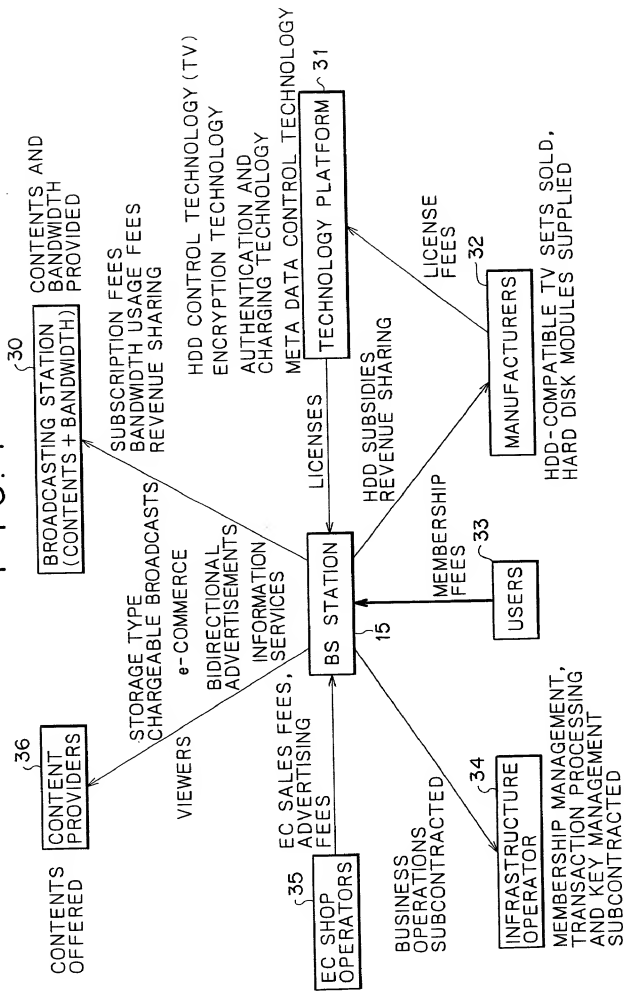 36
CONTENT
PROVIDERS
CONTENTS
OFFERED
30
BROADCASTING STATION
(CONTENTS + BANDWIDTH)
CONTENTS AND
BANDWIDTH
PROVIDED
VIEWERS
STORAGE TYPE
CHARGEABLE BROADCASTS
e-COMMERCE
BIDIRECTIONAL
ADVERTISEMENTS
INFORMATION
SERVICES
SUBSCRIPTION FEES
BANDWIDTH USAGE FEES
REVENUE SHARING
HDD CONTROL TECHNOLOGY (TV)
ENCRYPTION TECHNOLOGY
AUTHENTICATION AND
CHARGING TECHNOLOGY
META DATA CONTROL TECHNOLOGY
35
EC SHOP
OPERATORS
EC SALES FEES,
ADVERTISING
FEES
BS STATION
15
LICENSES
TECHNOLOGY PLATFORM
31
BUSINESS
OPERATIONS
SUBCONTRACTED
MEMBERSHIP
FEES
HDD SUBSIDIES
REVENUE SHARING
LICENSE
FEES
34
INFRASTRUCTURE
OPERATOR
MEMBERSHIP MANAGEMENT,
TRANSACTION PROCESSING
AND KEY MANAGEMENT
SUBCONTRACTED
33
USERS
32
MANUFACTURERS
HDD-COMPATIBLE TV SETS SOLD,
HARD DISK MODULES SUPPLIED